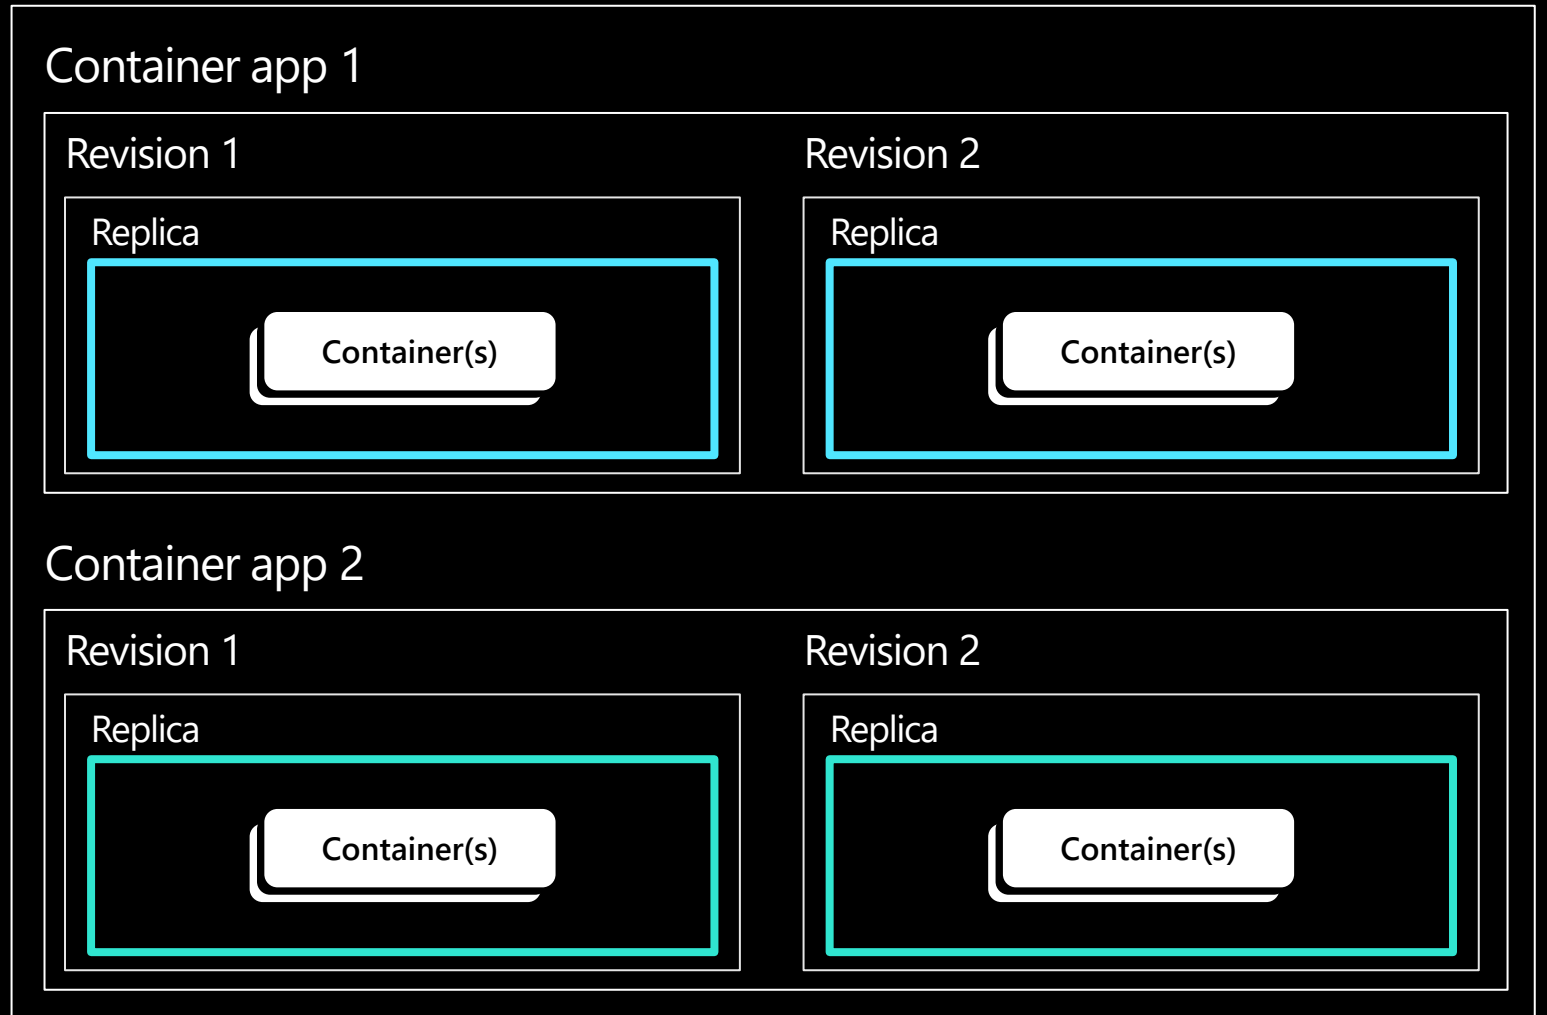 Container app 1
Revision 1
Revision 2
Replica
Replica
Container(s)
Container(s)
Container app 2
Revision 1
Revision 2
Replica
Replica
Container(s)
Container(s)